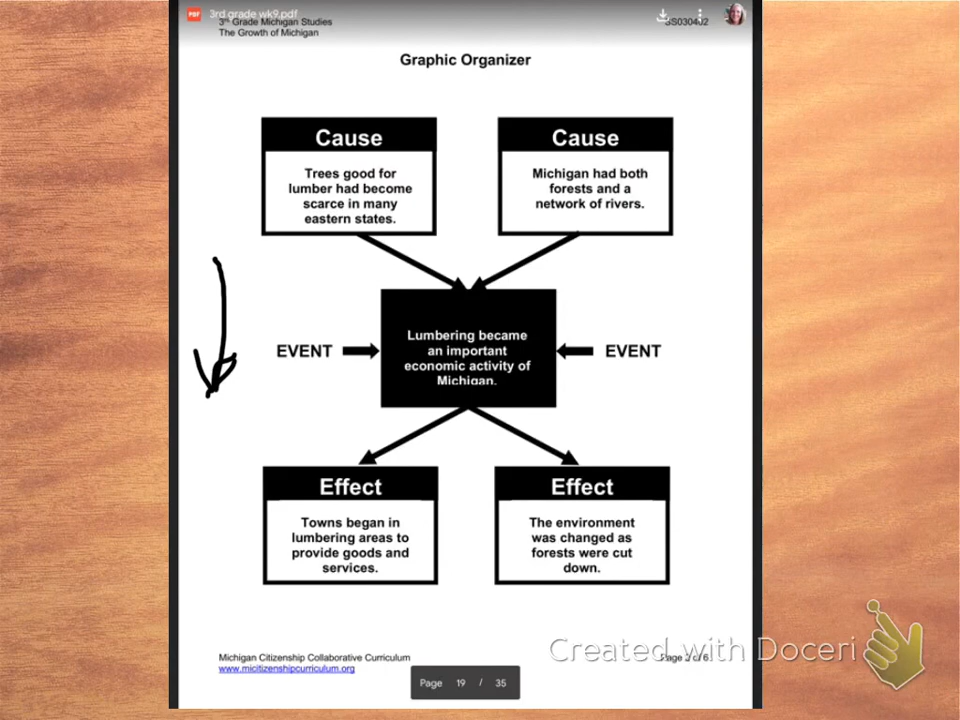 PDF
3rd grade wk9.pdf
3rd Grade Michigan Studies
SS030402
The Growth of Michigan
Graphic Organizer
Cause
Trees good for
lumber had become
scarce in many
eastern states.
Cause
Michigan had both
forests and a
network of rivers.
EVENT
Lumbering became
an important
economic activity of
Michigan.
EVENT
Effect
Towns began in
lumbering areas to
provide goods and
services.
Effect
The environment
was changed as
forests were cut
down.
Michigan Citizenship Collaborative Curriculum
www.micitizenshipcurriculum.org
Created with Doceri
Page 19 / 35